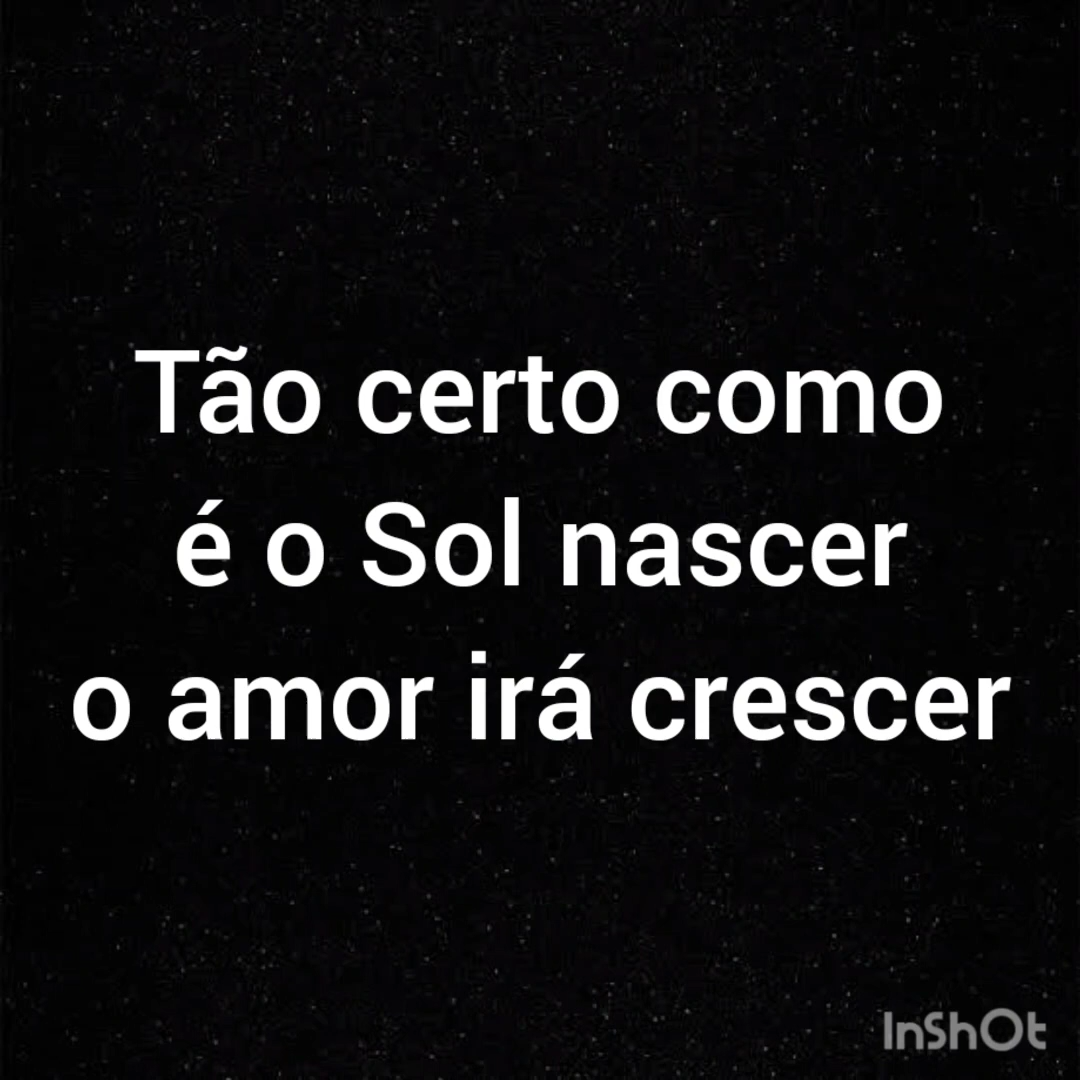 Tão certo como
é o Sol nascer
o amor irá crescer
InShOt